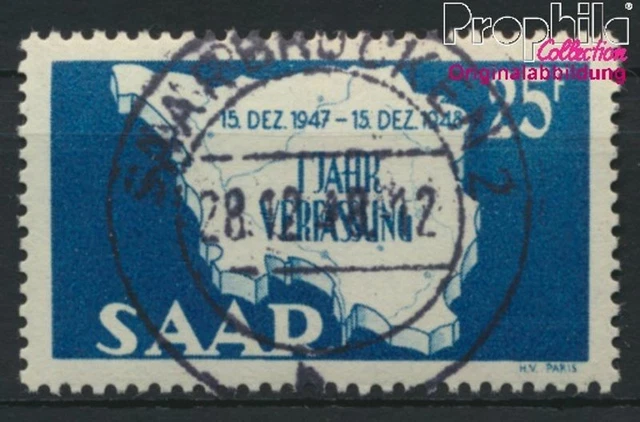 Prophila
Collection
Originalabbildung
25F
15. DEZ. 1947 – 15. DEZ. 1948
1 JAHR
VERFASSUNG
SAAR
H.V. PARIS
SAARBRÜCKEN 2
28.12.48.12